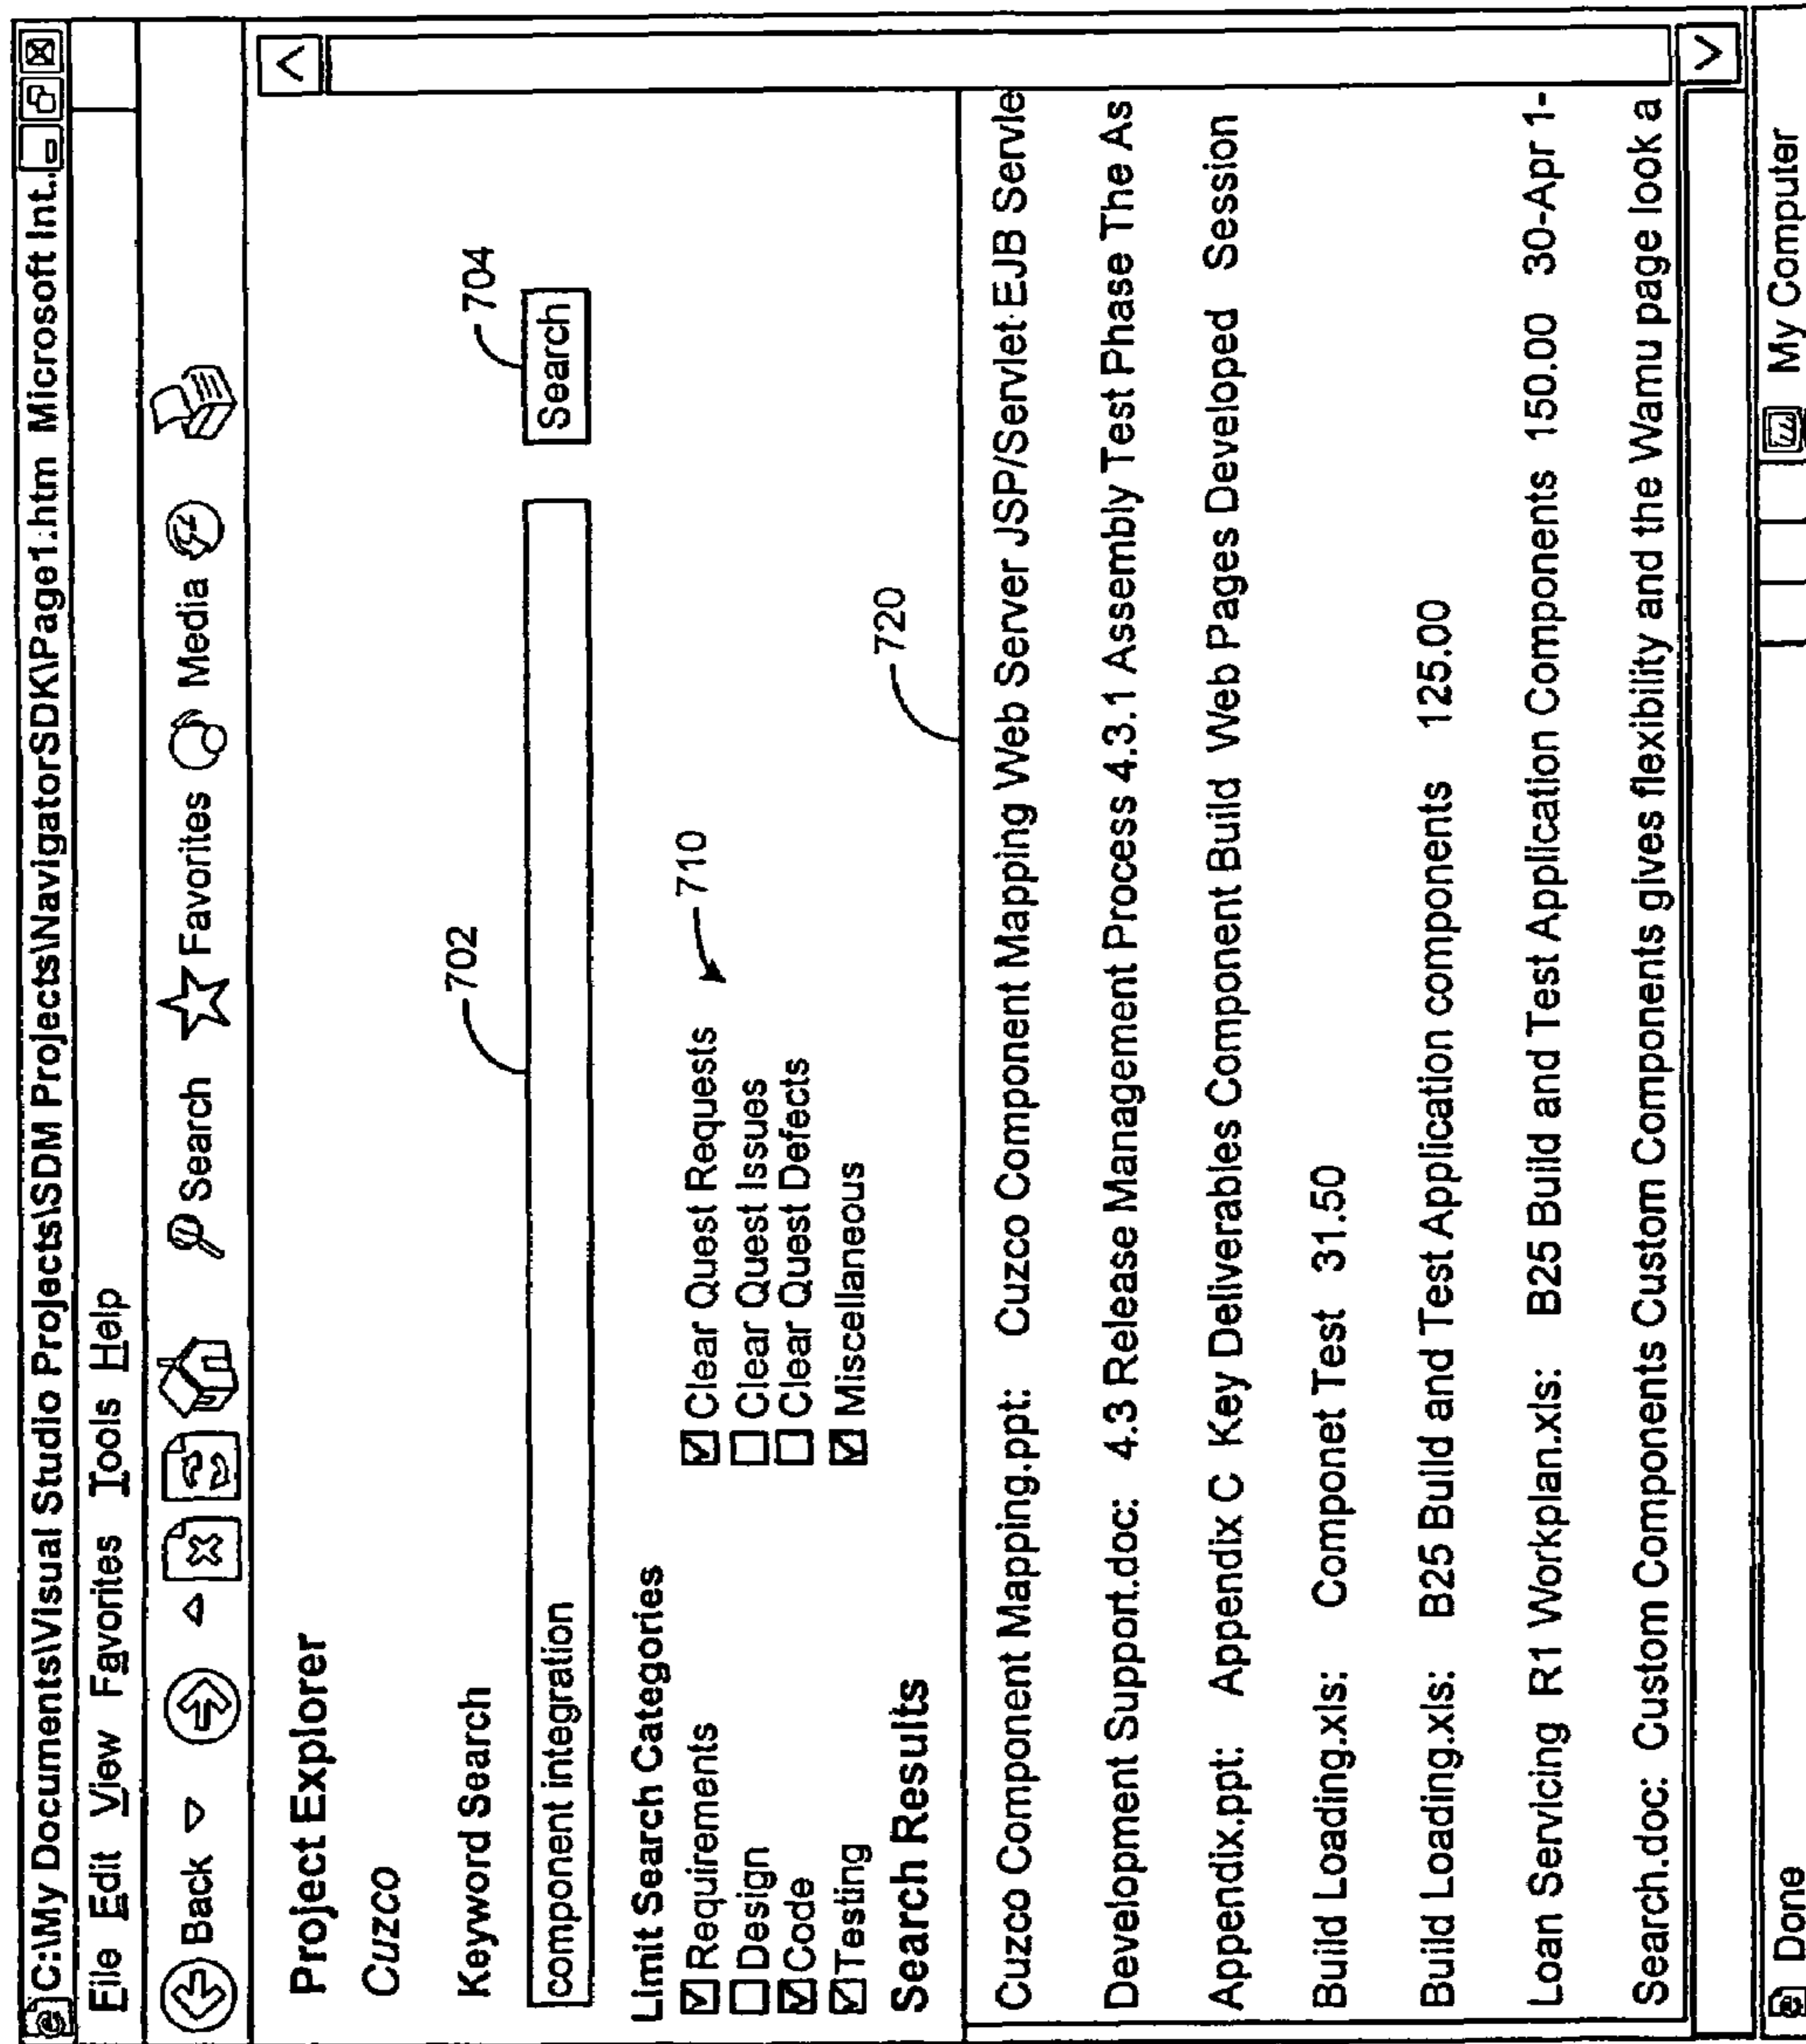 C:\My Documents\Visual Studio Projects\SDM Projects\NavigatorSDK\Page1.htm Microsoft Int..
File Edit View Favorites Tools Help
Back Search Favorites Media
Project Explorer
Cuzco
Keyword Search
702
704
component integration Search
Limit Search Categories
Requirements Clear Quest Requests
710
Design Clear Quest Issues
Code Clear Quest Defects
Testing Miscellaneous
Search Results
720
Cuzco Component Mapping.ppt: Cuzco Component Mapping Web Server JSP/Servlet EJB Servle
Development Support.doc: 4.3 Release Management Process 4.3.1 Assembly Test Phase The As
Appendix.ppt: Appendix C Key Deliverables Component Build Web Pages Developed Session
Build Loading.xls: Componet Test 31.50
Build Loading.xls: B25 Build and Test Application components 125.00
Loan Servicing R1 Workplan.xls: B25 Build and Test Application Components 150.00 30-Apr 1-
Search.doc: Custom Components Custom Components gives flexibility and the Wamu page look a
Done My Computer